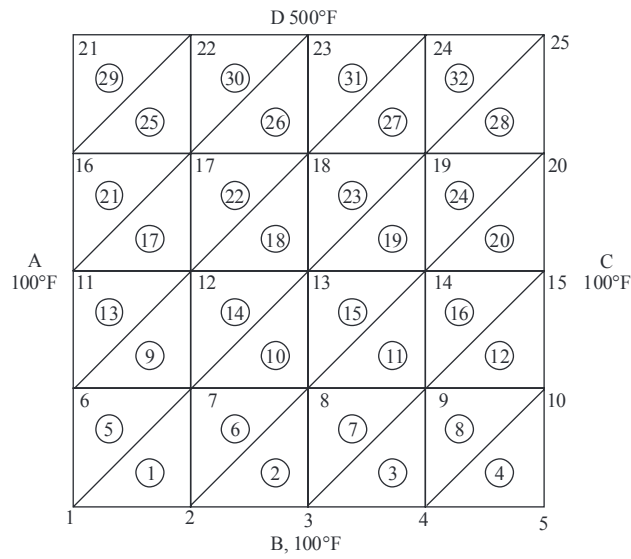 D 500°F
21 22 23 24 25
29 30 31 32
25 26 27 28
16 17 18 19 20
21 22 23 24
17 18 19 20
A
100°F
C
100°F
11 12 13 14 15
13 14 15 16
9 10 11 12
6 7 8 9 10
5 6 7 8
1 2 3 4
1 2 3 4 5
B, 100°F